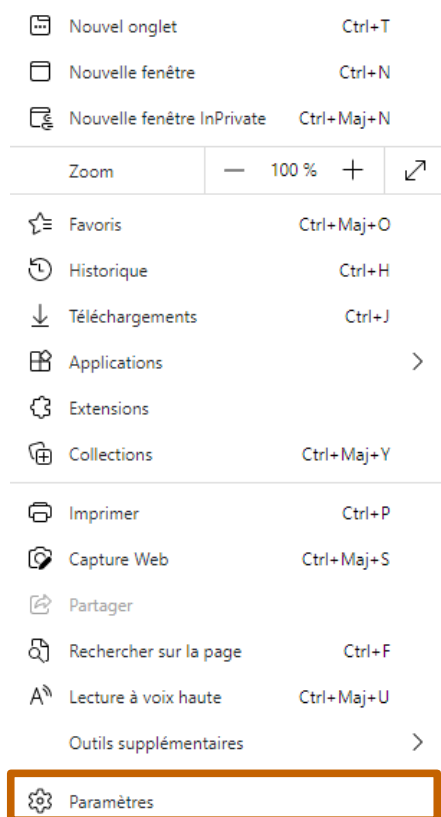 Nouvel onglet Ctrl+T
Nouvelle fenêtre Ctrl+N
Nouvelle fenêtre InPrivate Ctrl+Maj+N
Zoom — 100 % +
Favoris Ctrl+Maj+O
Historique Ctrl+H
Téléchargements Ctrl+J
Applications
Extensions
Collections Ctrl+Maj+Y
Imprimer Ctrl+P
Capture Web Ctrl+Maj+S
Partager
Rechercher sur la page Ctrl+F
Lecture à voix haute Ctrl+Maj+U
Outils supplémentaires
Paramètres